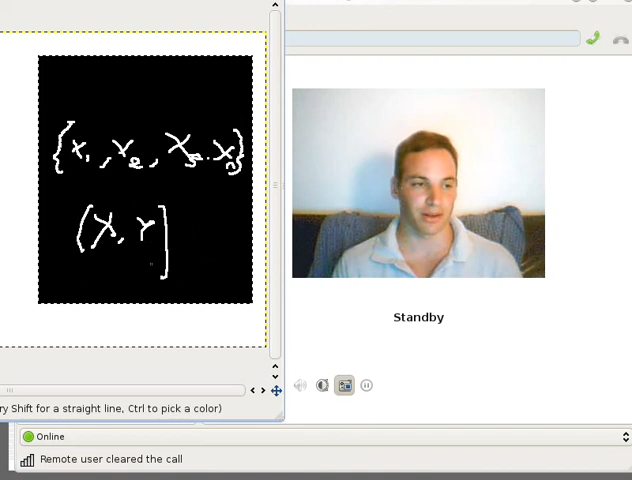 {x₁, x₂, x₃..xₙ}
(X, Y]
Standby
ry Shift for a straight line, Ctrl to pick a color)
Online
Remote user cleared the call